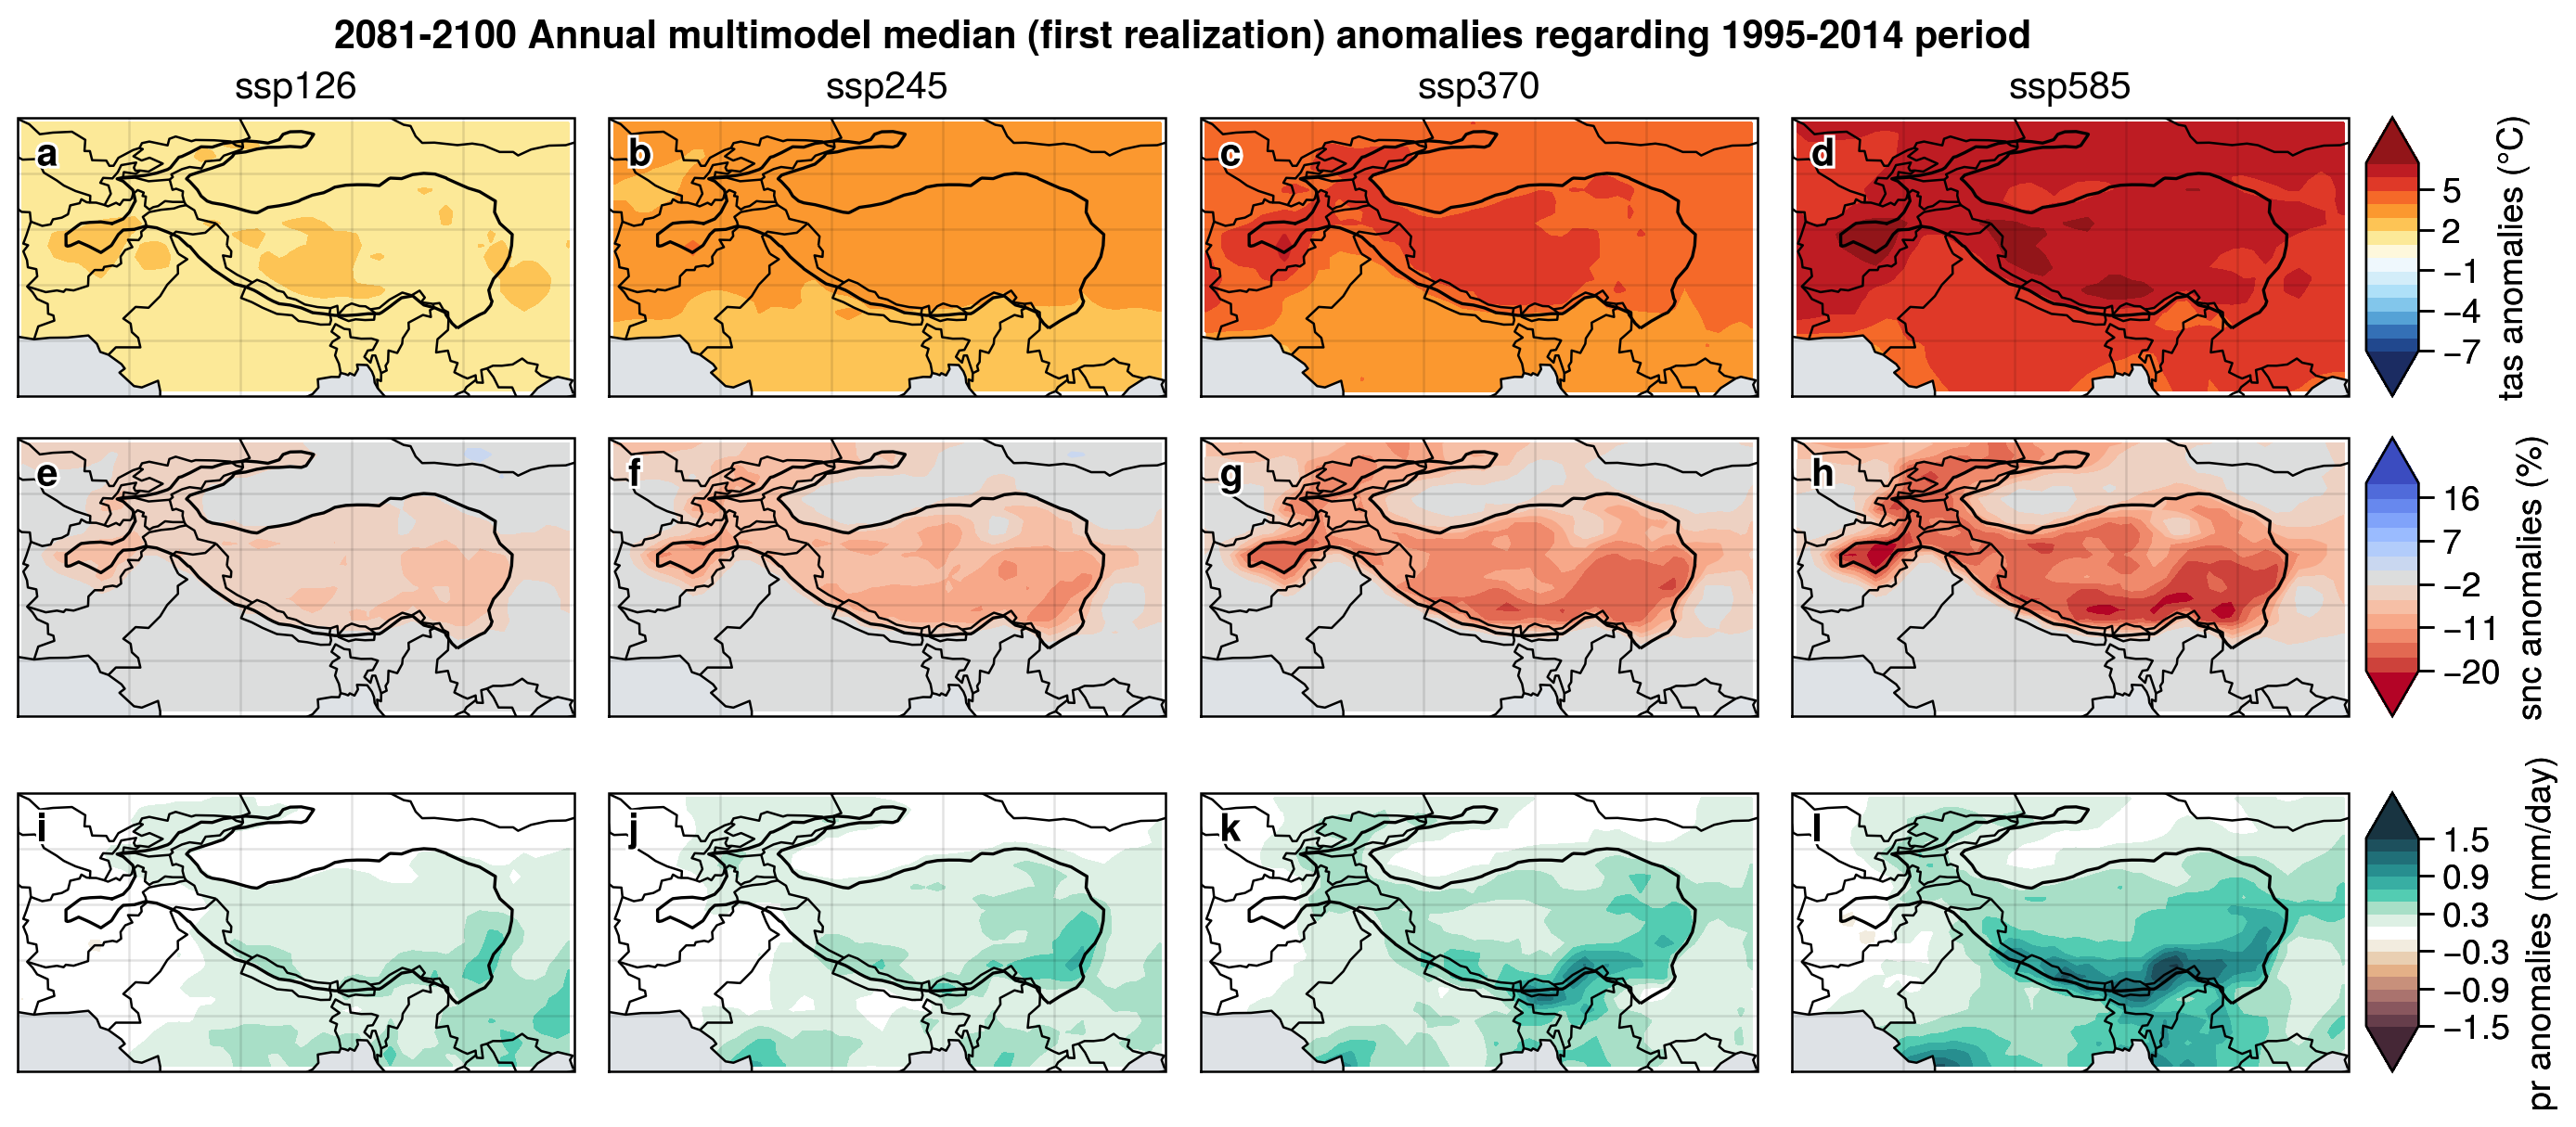 2081-2100 Annual multimodel median (first realization) anomalies regarding 1995-2014 period
ssp126 ssp245 ssp370 ssp585
a b c d
5
2
−1
−4
−7
tas anomalies (°C)
e f g h
16
7
−2
−11
−20
snc anomalies (%)
i j k l
1.5
0.9
0.3
−0.3
−0.9
−1.5
pr anomalies (mm/day)